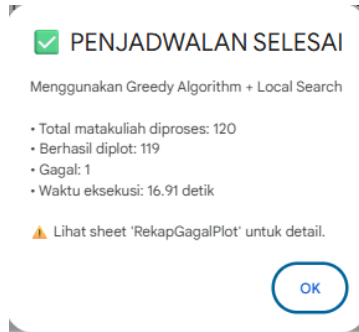 ✅ PENJADWALAN SELESAI
Menggunakan Greedy Algorithm + Local Search
• Total matakuliah diproses: 120
• Berhasil diplot: 119
• Gagal: 1
• Waktu eksekusi: 16.91 detik
⚠️ Lihat sheet 'RekapGagalPlot' untuk detail.
OK